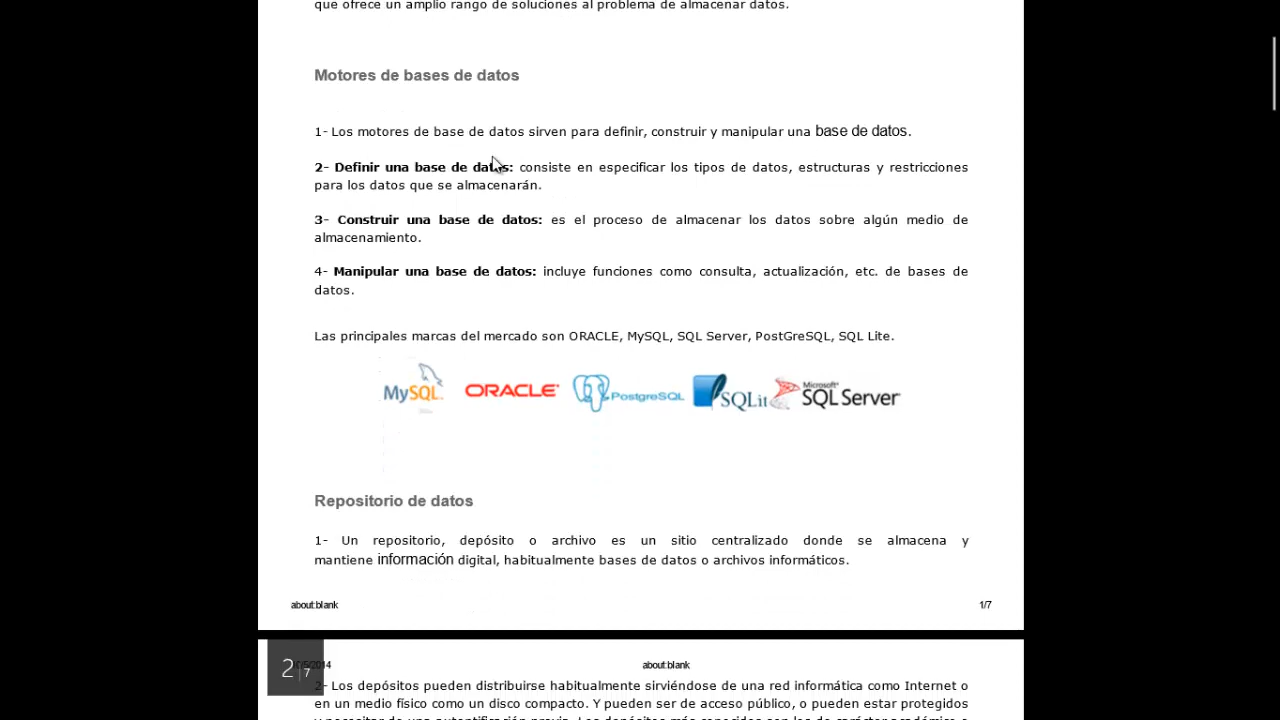 que ofrece un amplio rango de soluciones al problema de almacenar datos.
Motores de bases de datos
1- Los motores de base de datos sirven para definir, construir y manipular una base de datos.
2- Definir una base de datos: consiste en especificar los tipos de datos, estructuras y restricciones
para los datos que se almacenarán.
3- Construir una base de datos: es el proceso de almacenar los datos sobre algún medio de
almacenamiento.
4- Manipular una base de datos: incluye funciones como consulta, actualización, etc. de bases de
datos.
Las principales marcas del mercado son ORACLE, MySQL, SQL Server, PostGreSQL, SQL Lite.
MySQL ORACLE PostgreSQL SQLit Microsoft SQL Server
Repositorio de datos
1- Un repositorio, depósito o archivo es un sitio centralizado donde se almacena y
mantiene información digital, habitualmente bases de datos o archivos informáticos.
about:blank 1/7
2014 about:blank
2 | 7
2- Los depósitos pueden distribuirse habitualmente sirviéndose de una red informática como Internet o
en un medio físico como un disco compacto. Y pueden ser de acceso público, o pueden estar protegidos